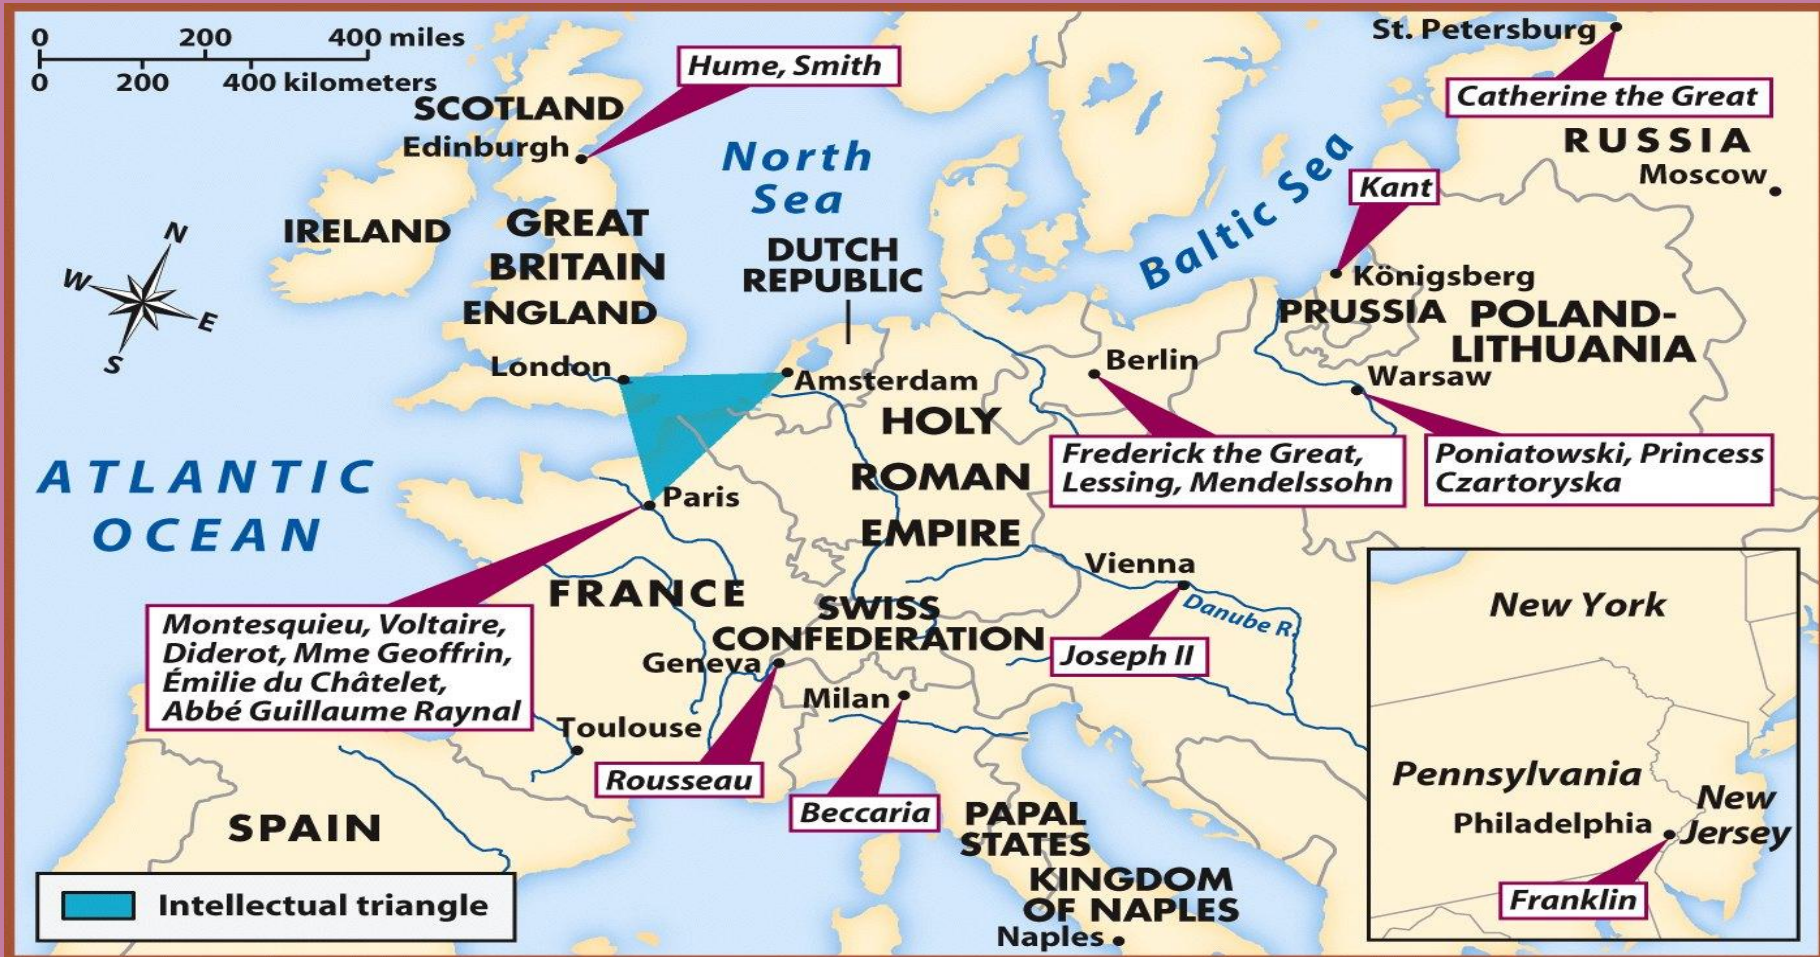 0 200 400 miles
0 200 400 kilometers
Hume, Smith
St. Petersburg
Catherine the Great
RUSSIA
Moscow
SCOTLAND
Edinburgh
North
Sea
Baltic Sea
Kant
Königsberg
IRELAND
GREAT
BRITAIN
ENGLAND
London
DUTCH
REPUBLIC
Amsterdam
PRUSSIA
POLAND-
LITHUANIA
Berlin
Warsaw
N
W
E
S
HOLY
ROMAN
EMPIRE
Frederick the Great,
Lessing, Mendelssohn
Poniatowski, Princess
Czartoryska
ATLANTIC
OCEAN
Paris
FRANCE
Vienna
Danube R.
Joseph II
SWISS
CONFEDERATION
Geneva
Milan
Montesquieu, Voltaire,
Diderot, Mme Geoffrin,
Émilie du Châtelet,
Abbé Guillaume Raynal
Toulouse
Rousseau
Beccaria
SPAIN
PAPAL
STATES
KINGDOM
OF NAPLES
Naples
Intellectual triangle
New York
Pennsylvania
Philadelphia
New
Jersey
Franklin